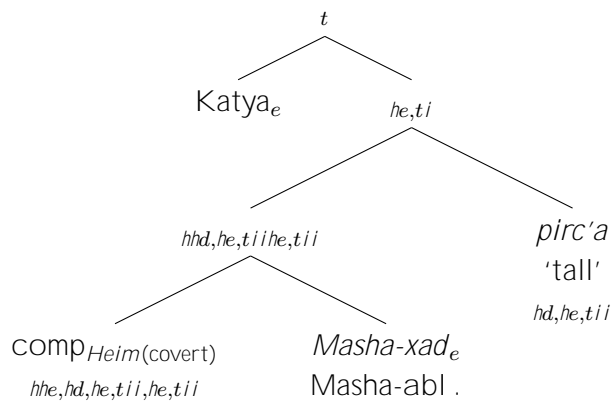 t
Katya_e
he,ti
hhd,he,tiihe,tii
pirc'a
'tall'
hd,he,tii
comp_Heim(covert)
Masha-xad_e
hhe,hd,he,tii,he,tii
Masha-abl .